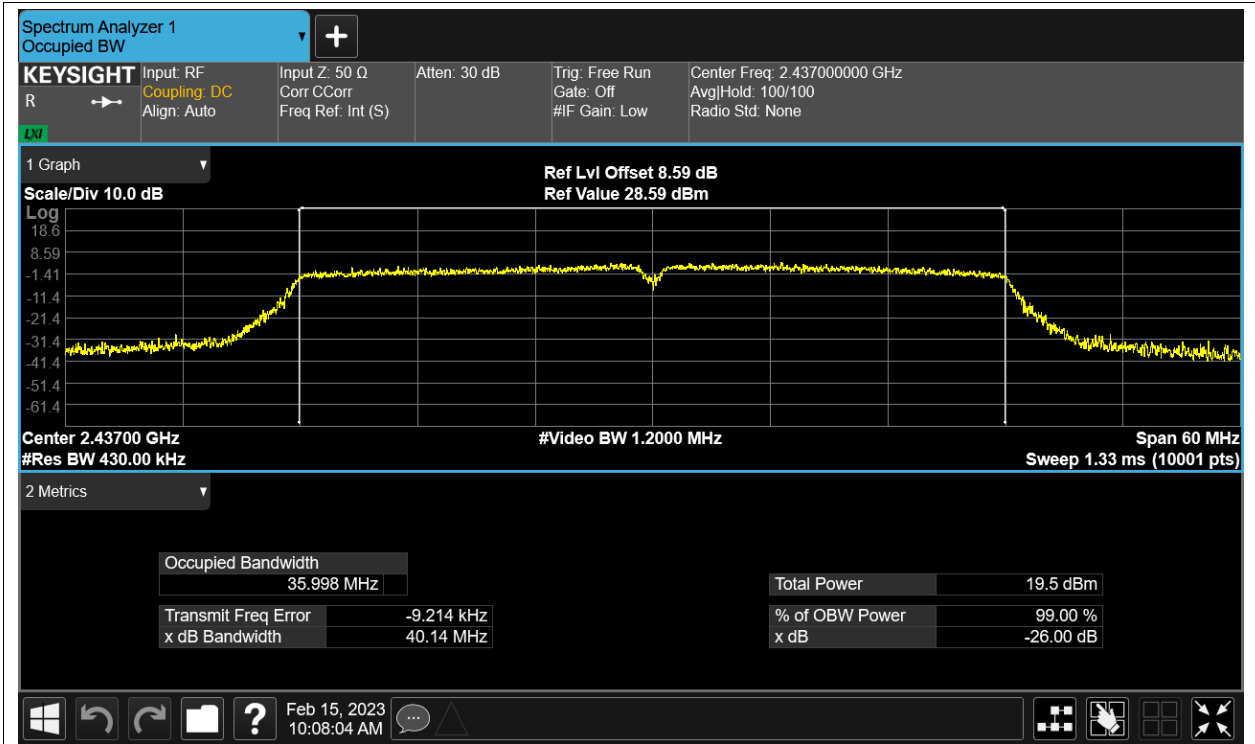 Spectrum Analyzer 1
Occupied BW
▼
+
KEYSIGHT
R
LXI
Input: RF
Coupling: DC
Align: Auto
Input Z: 50 Ω
Corr CCorr
Freq Ref: Int (S)
Atten: 30 dB
Trig: Free Run
Gate: Off
#IF Gain: Low
Center Freq: 2.437000000 GHz
Avg|Hold: 100/100
Radio Std: None
1 Graph ▼
Scale/Div 10.0 dB
Ref Lvl Offset 8.59 dB
Ref Value 28.59 dBm
Log
18.6
8.59
-1.41
-11.4
-21.4
-31.4
-41.4
-51.4
-61.4
Center 2.43700 GHz
#Res BW 430.00 kHz
#Video BW 1.2000 MHz
Span 60 MHz
Sweep 1.33 ms (10001 pts)
2 Metrics ▼
Occupied Bandwidth
35.998 MHz
Transmit Freq Error -9.214 kHz
x dB Bandwidth 40.14 MHz
Total Power 19.5 dBm
% of OBW Power 99.00 %
x dB -26.00 dB
?
Feb 15, 2023
10:08:04 AM